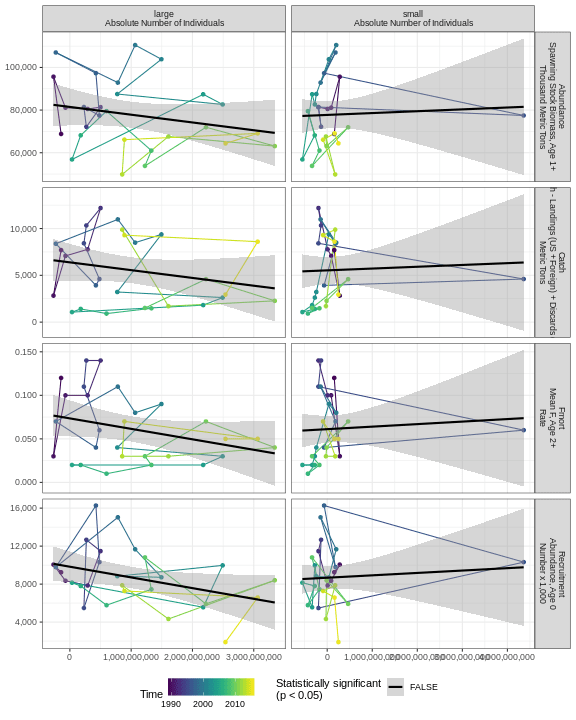 large
Absolute Number of Individuals
small
Absolute Number of Individuals
100,000
80,000
60,000
Abundance
Spawning Stock Biomass, Age 1+
Thousand Metric Tons
10,000
5,000
0
Catch
h - Landings (US +Foreign) + Discards
Metric Tons
0.150
0.100
0.050
0.000
Fmort
Mean F, Age 2+
Rate
16,000
12,000
8,000
4,000
Recruitment
Abundance, Age 0
Number x 1,000
0
1,000,000,000
2,000,000,000
3,000,000,000
0
1,000,000,000
2,000,000,000
3,000,000,000
4,000,000,000
Time
1990
2000
2010
Statistically significant
(p < 0.05)
FALSE